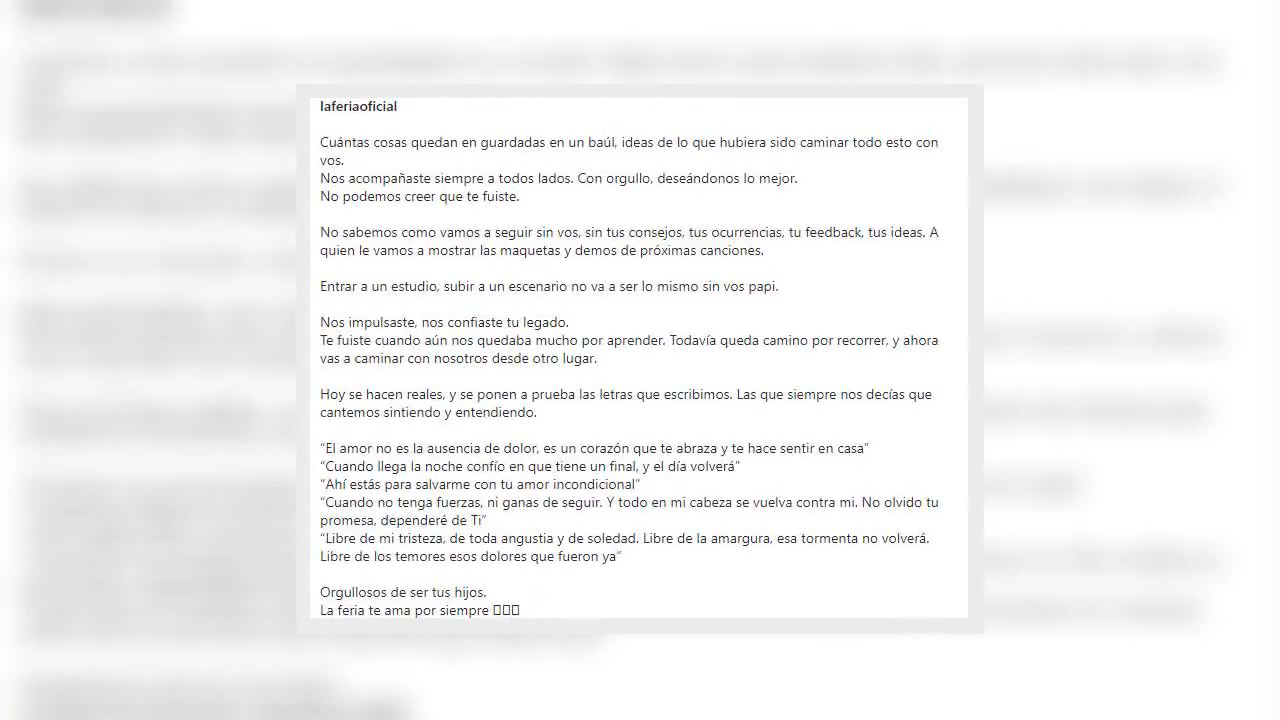 laferiaoficial
Cuántas cosas quedan en guardadas en un baúl, ideas de lo que hubiera sido caminar todo esto con
vos.
Nos acompañaste siempre a todos lados. Con orgullo, deseándonos lo mejor.
No podemos creer que te fuiste.
No sabemos como vamos a seguir sin vos, sin tus consejos, tus ocurrencias, tu feedback, tus ideas. A
quien le vamos a mostrar las maquetas y demos de próximas canciones.
Entrar a un estudio, subir a un escenario no va a ser lo mismo sin vos papi.
Nos impulsaste, nos confiaste tu legado.
Te fuiste cuando aún nos quedaba mucho por aprender. Todavía queda camino por recorrer, y ahora
vas a caminar con nosotros desde otro lugar.
Hoy se hacen reales, y se ponen a prueba las letras que escribimos. Las que siempre nos decías que
cantemos sintiendo y entendiendo.
“El amor no es la ausencia de dolor, es un corazón que te abraza y te hace sentir en casa”
“Cuando llega la noche confío en que tiene un final, y el día volverá”
“Ahí estás para salvarme con tu amor incondicional”
“Cuando no tenga fuerzas, ni ganas de seguir. Y todo en mi cabeza se vuelva contra mi. No olvido tu
promesa, dependeré de Ti”
“Libre de mi tristeza, de toda angustia y de soledad. Libre de la amargura, esa tormenta no volverá.
Libre de los temores esos dolores que fueron ya”
Orgullosos de ser tus hijos.
La feria te ama por siempre